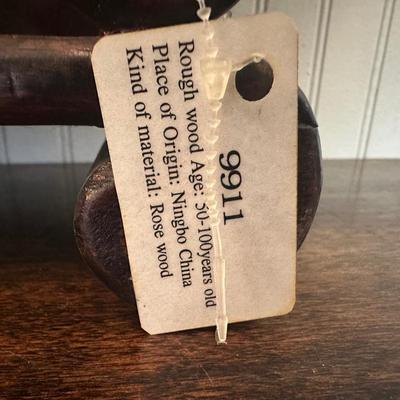 9911
Rough wood Age: 50-100years old
Place of Origin: Ningbo China
Kind of material: Rose wood